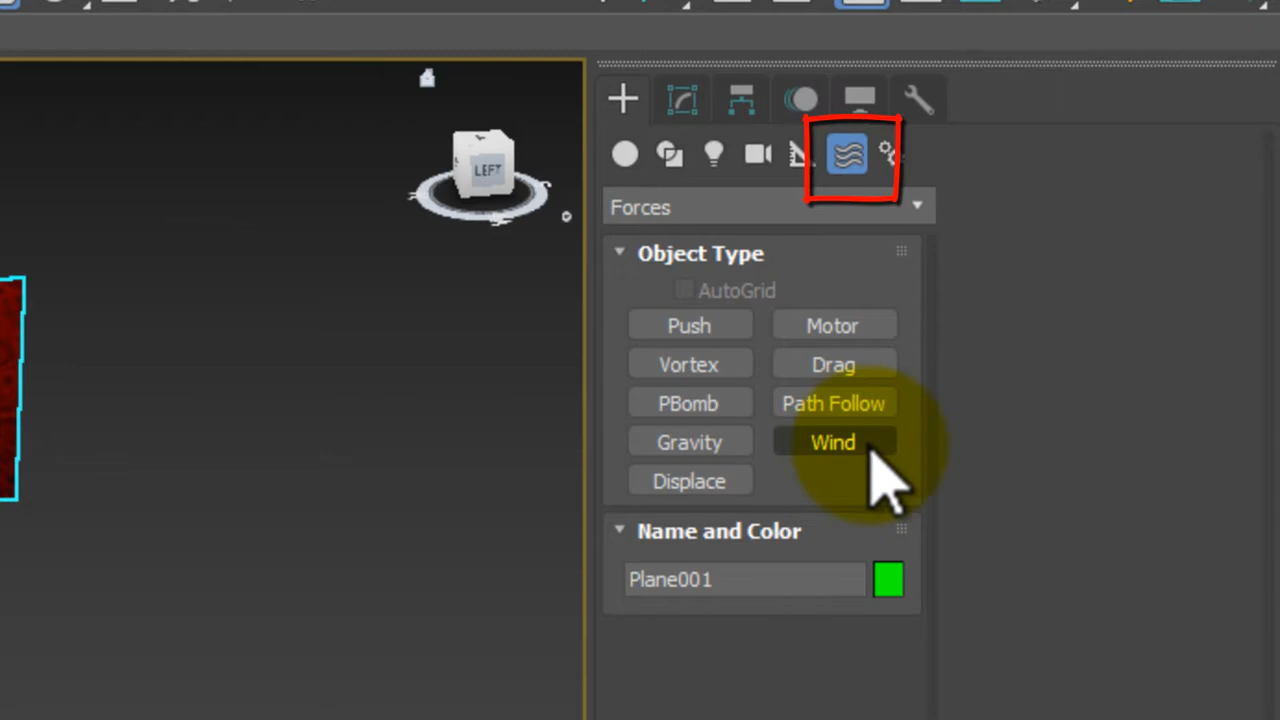 LEFT
Forces
Object Type
AutoGrid
Push Motor
Vortex Drag
PBomb Path Follow
Gravity Wind
Displace
Name and Color
Plane001